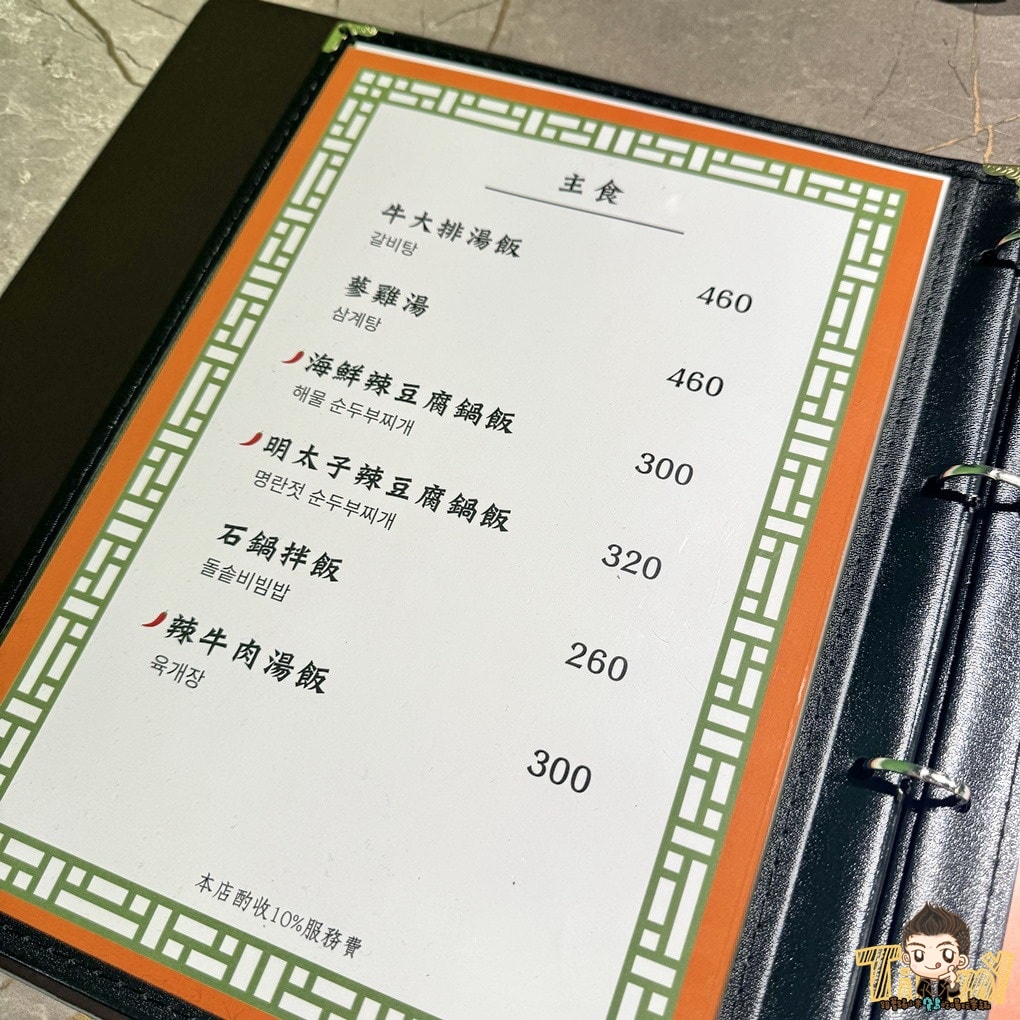 主食
牛大排湯飯
갈비탕
460
蔘雞湯
삼계탕
460
海鮮辣豆腐鍋飯
해물 순두부찌개
300
明太子辣豆腐鍋飯
명란젓 순두부찌개
320
石鍋拌飯
돌솥비빔밥
260
辣牛肉湯飯
육개장
300
本店酌收10%服務費